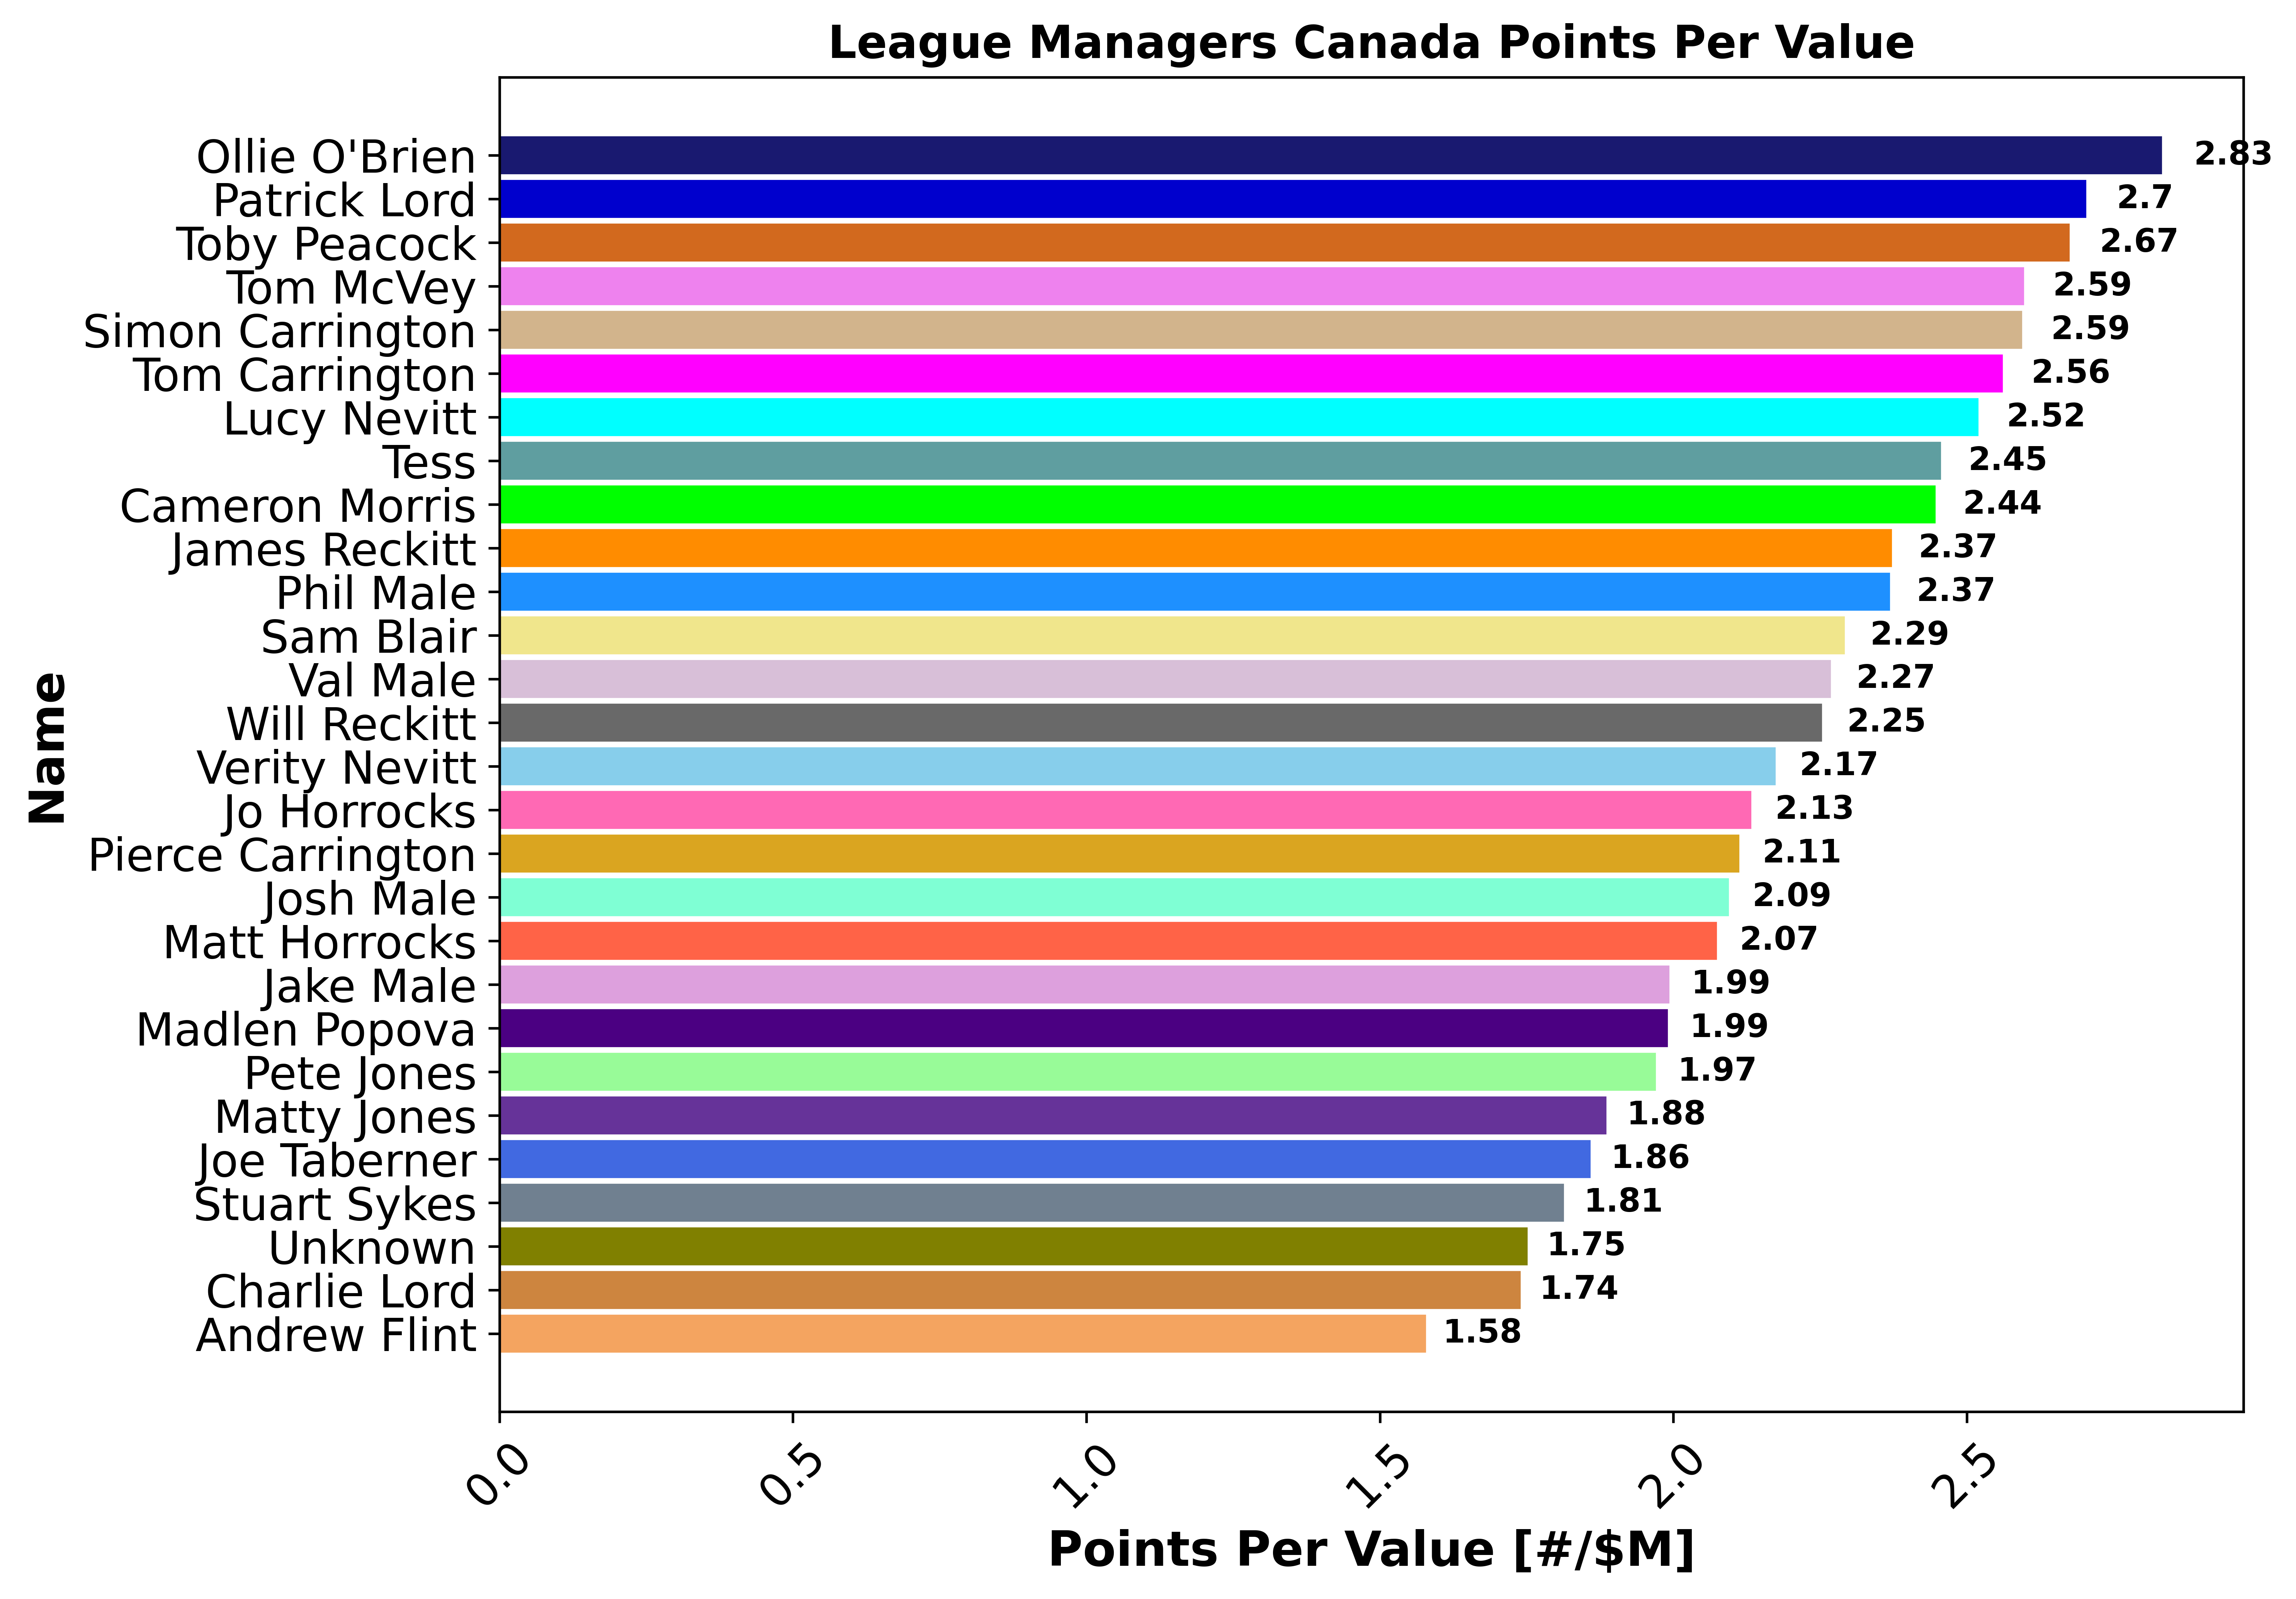 League Managers Canada Points Per Value
Ollie O'Brien 2.83
Patrick Lord 2.7
Toby Peacock 2.67
Tom McVey 2.59
Simon Carrington 2.59
Tom Carrington 2.56
Lucy Nevitt 2.52
Tess 2.45
Cameron Morris 2.44
James Reckitt 2.37
Phil Male 2.37
Sam Blair 2.29
Val Male 2.27
Will Reckitt 2.25
Verity Nevitt 2.17
Jo Horrocks 2.13
Pierce Carrington 2.11
Josh Male 2.09
Matt Horrocks 2.07
Jake Male 1.99
Madlen Popova 1.99
Pete Jones 1.97
Matty Jones 1.88
Joe Taberner 1.86
Stuart Sykes 1.81
Unknown 1.75
Charlie Lord 1.74
Andrew Flint 1.58
Name
0.0 0.5 1.0 1.5 2.0 2.5
Points Per Value [#/$M]